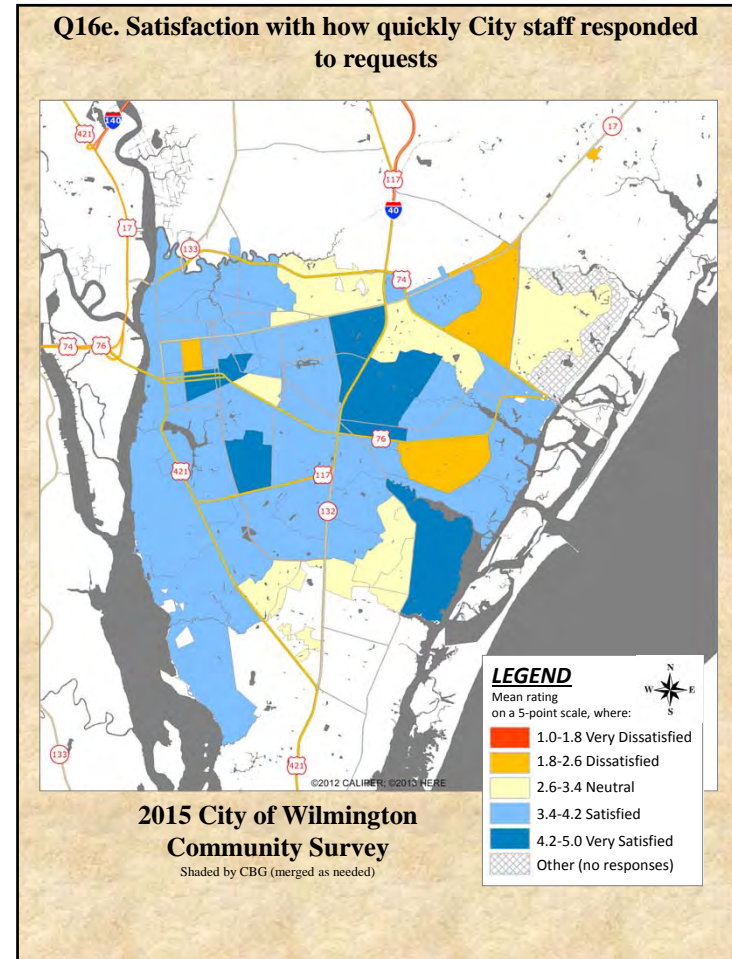 Q16e. Satisfaction with how quickly City staff responded
to requests
140
421
17
117
40
17
133
74
74
76
76
421
117
132
133
421
©2012 CALIPER; ©2013 HERE
LEGEND
Mean rating
on a 5-point scale, where:
N
W
E
S
1.0-1.8 Very Dissatisfied
1.8-2.6 Dissatisfied
2.6-3.4 Neutral
3.4-4.2 Satisfied
4.2-5.0 Very Satisfied
Other (no responses)
2015 City of Wilmington
Community Survey
Shaded by CBG (merged as needed)